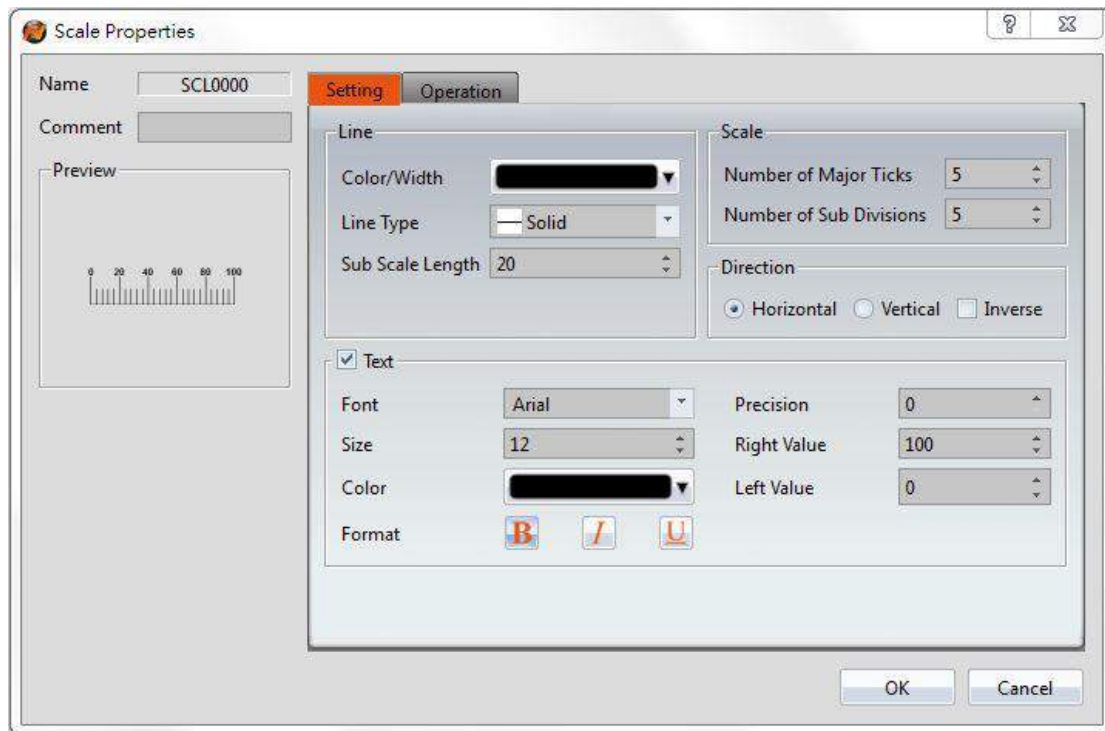 Scale Properties
Name SCL0000
Comment
Preview
0 20 40 60 80 100
Setting Operation
Line
Color/Width
Line Type Solid
Sub Scale Length 20
Scale
Number of Major Ticks 5
Number of Sub Divisions 5
Direction
Horizontal Vertical Inverse
Text
Font Arial
Size 12
Color
Format B I U
Precision 0
Right Value 100
Left Value 0
OK Cancel